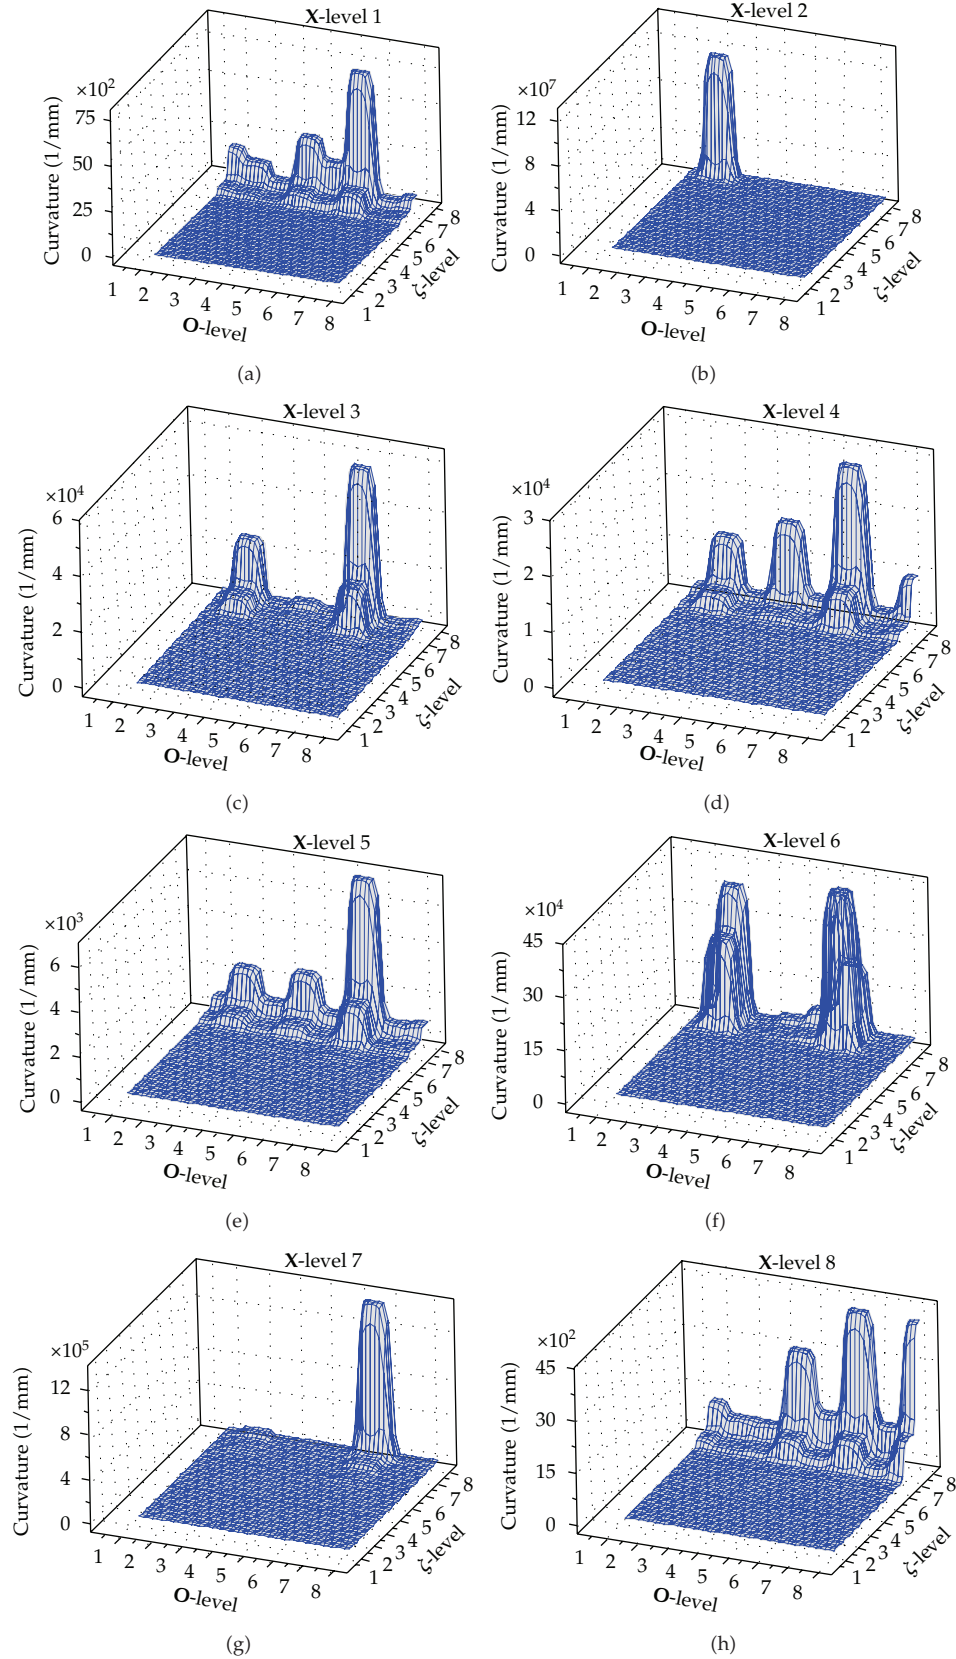 X-level 1
×10²
75
50
25
0
Curvature (1/mm)
1 2 3 4 5 6 7 8
O-level
1 2 3 4 5 6 7 8
ζ-level
(a)
X-level 2
×10⁷
12
8
4
0
Curvature (1/mm)
1 2 3 4 5 6 7 8
O-level
1 2 3 4 5 6 7 8
ζ-level
(b)
X-level 3
×10⁴
6
4
2
0
Curvature (1/mm)
1 2 3 4 5 6 7 8
O-level
1 2 3 4 5 6 7 8
ζ-level
(c)
X-level 4
×10⁴
3
2
1
0
Curvature (1/mm)
1 2 3 4 5 6 7 8
O-level
1 2 3 4 5 6 7 8
ζ-level
(d)
X-level 5
×10³
6
4
2
0
Curvature (1/mm)
1 2 3 4 5 6 7 8
O-level
1 2 3 4 5 6 7 8
ζ-level
(e)
X-level 6
×10⁴
45
30
15
0
Curvature (1/mm)
1 2 3 4 5 6 7 8
O-level
1 2 3 4 5 6 7 8
ζ-level
(f)
X-level 7
×10⁵
12
8
4
0
Curvature (1/mm)
1 2 3 4 5 6 7 8
O-level
1 2 3 4 5 6 7 8
ζ-level
(g)
X-level 8
×10²
45
30
15
0
Curvature (1/mm)
1 2 3 4 5 6 7 8
O-level
1 2 3 4 5 6 7 8
ζ-level
(h)